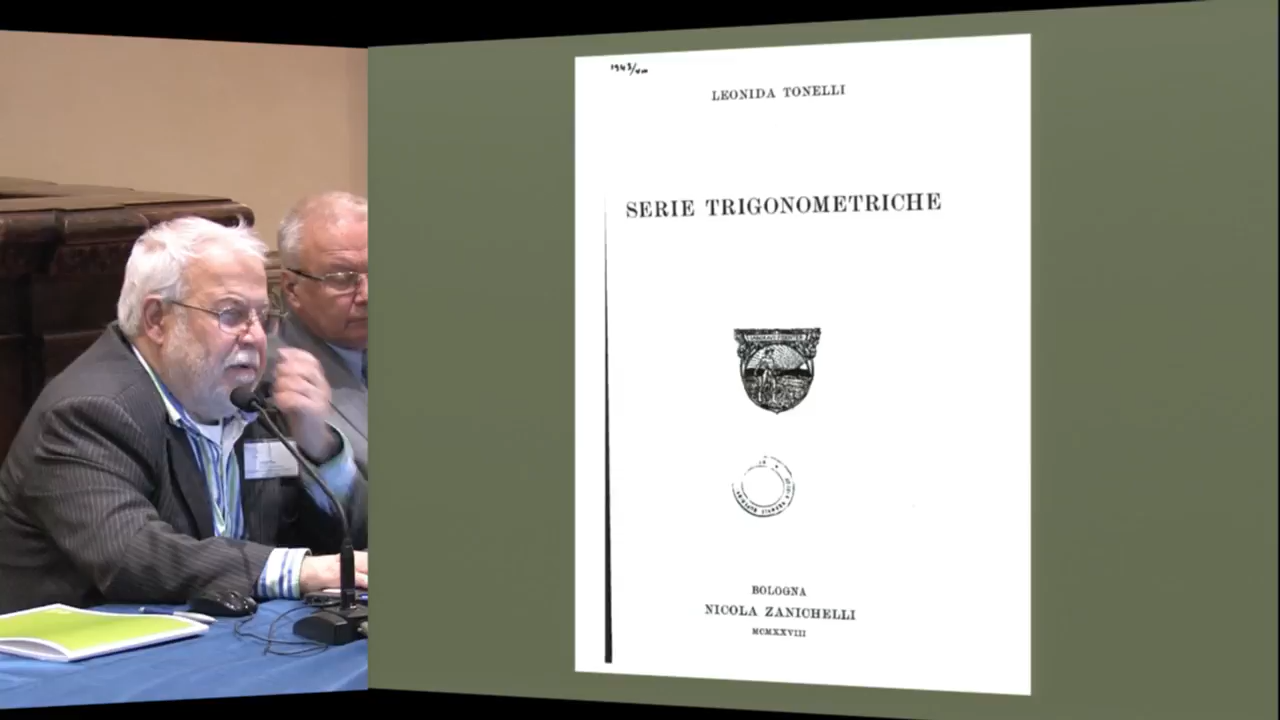 LEONIDA TONELLI
SERIE TRIGONOMETRICHE
BOLOGNA
NICOLA ZANICHELLI
MCMXXVIII